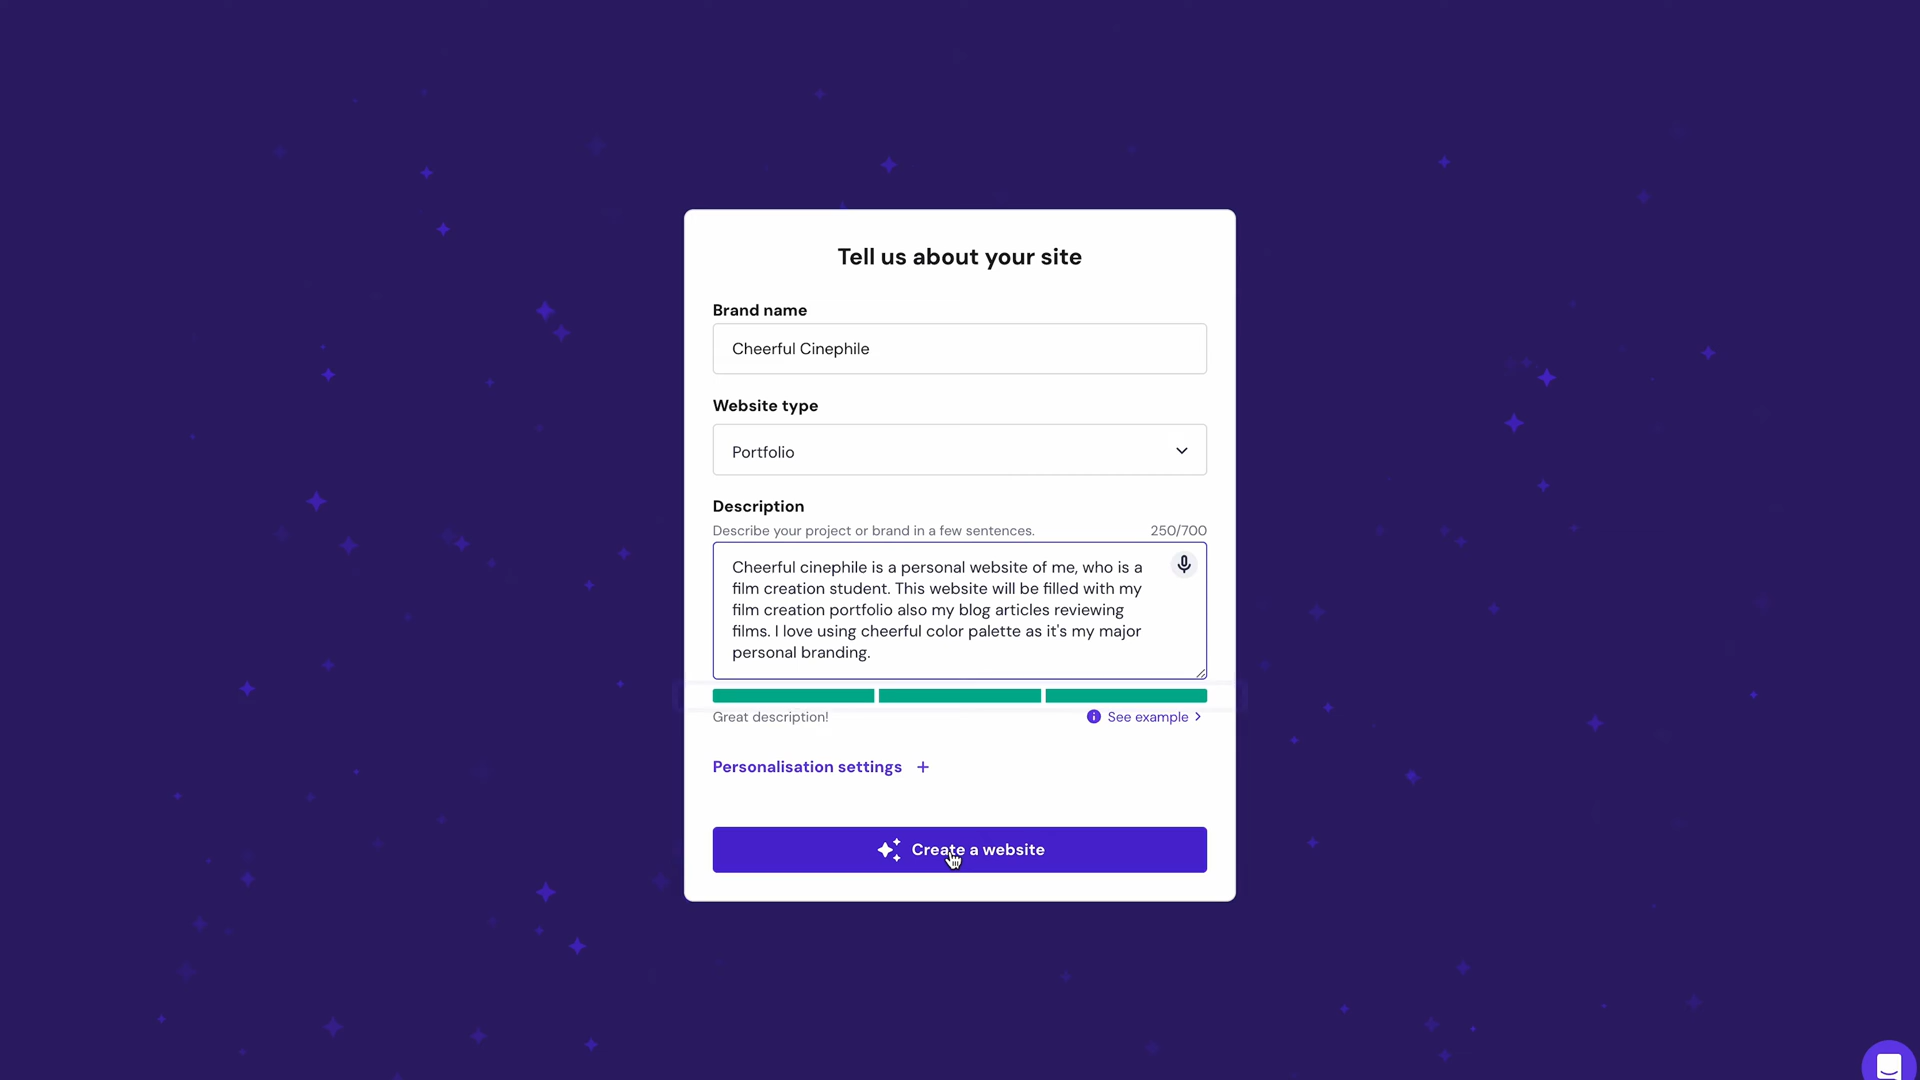 Tell us about your site
Brand name
Cheerful Cinephile
Website type
Portfolio
Description
Describe your project or brand in a few sentences. 250/700
Cheerful cinephile is a personal website of me, who is a
film creation student. This website will be filled with my
film creation portfolio also my blog articles reviewing
films. I love using cheerful color palette as it's my major
personal branding.
Great description! See example
Personalisation settings +
Create a website